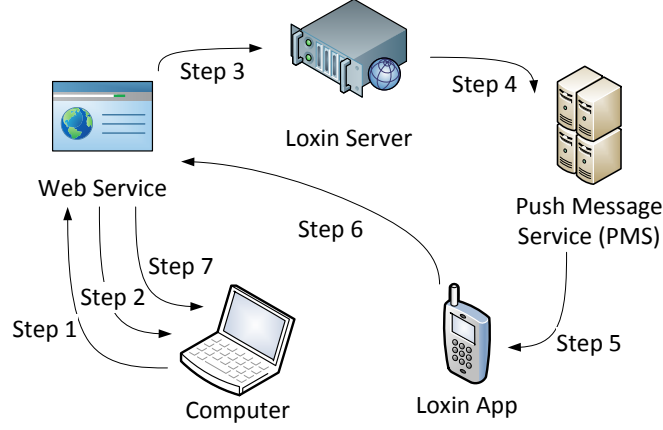 Step 3
Step 4
Loxin Server
Web Service
Push Message
Service (PMS)
Step 6
Step 7
Step 2
Step 1
Step 5
Computer
Loxin App